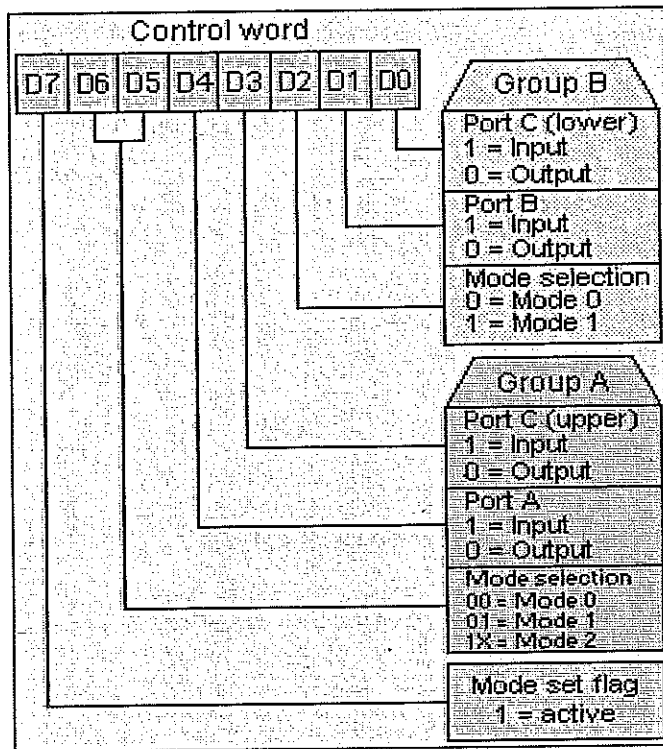 Control word
D7 D6 D5 D4 D3 D2 D1 D0
Group B
Port C (lower)
1 = Input
0 = Output
Port B
1 = Input
0 = Output
Mode selection
0 = Mode 0
1 = Mode 1
Group A
Port C (upper)
1 = Input
0 = Output
Port A
1 = Input
0 = Output
Mode selection
00 = Mode 0
01 = Mode 1
1X = Mode 2
Mode set flag
1 = active